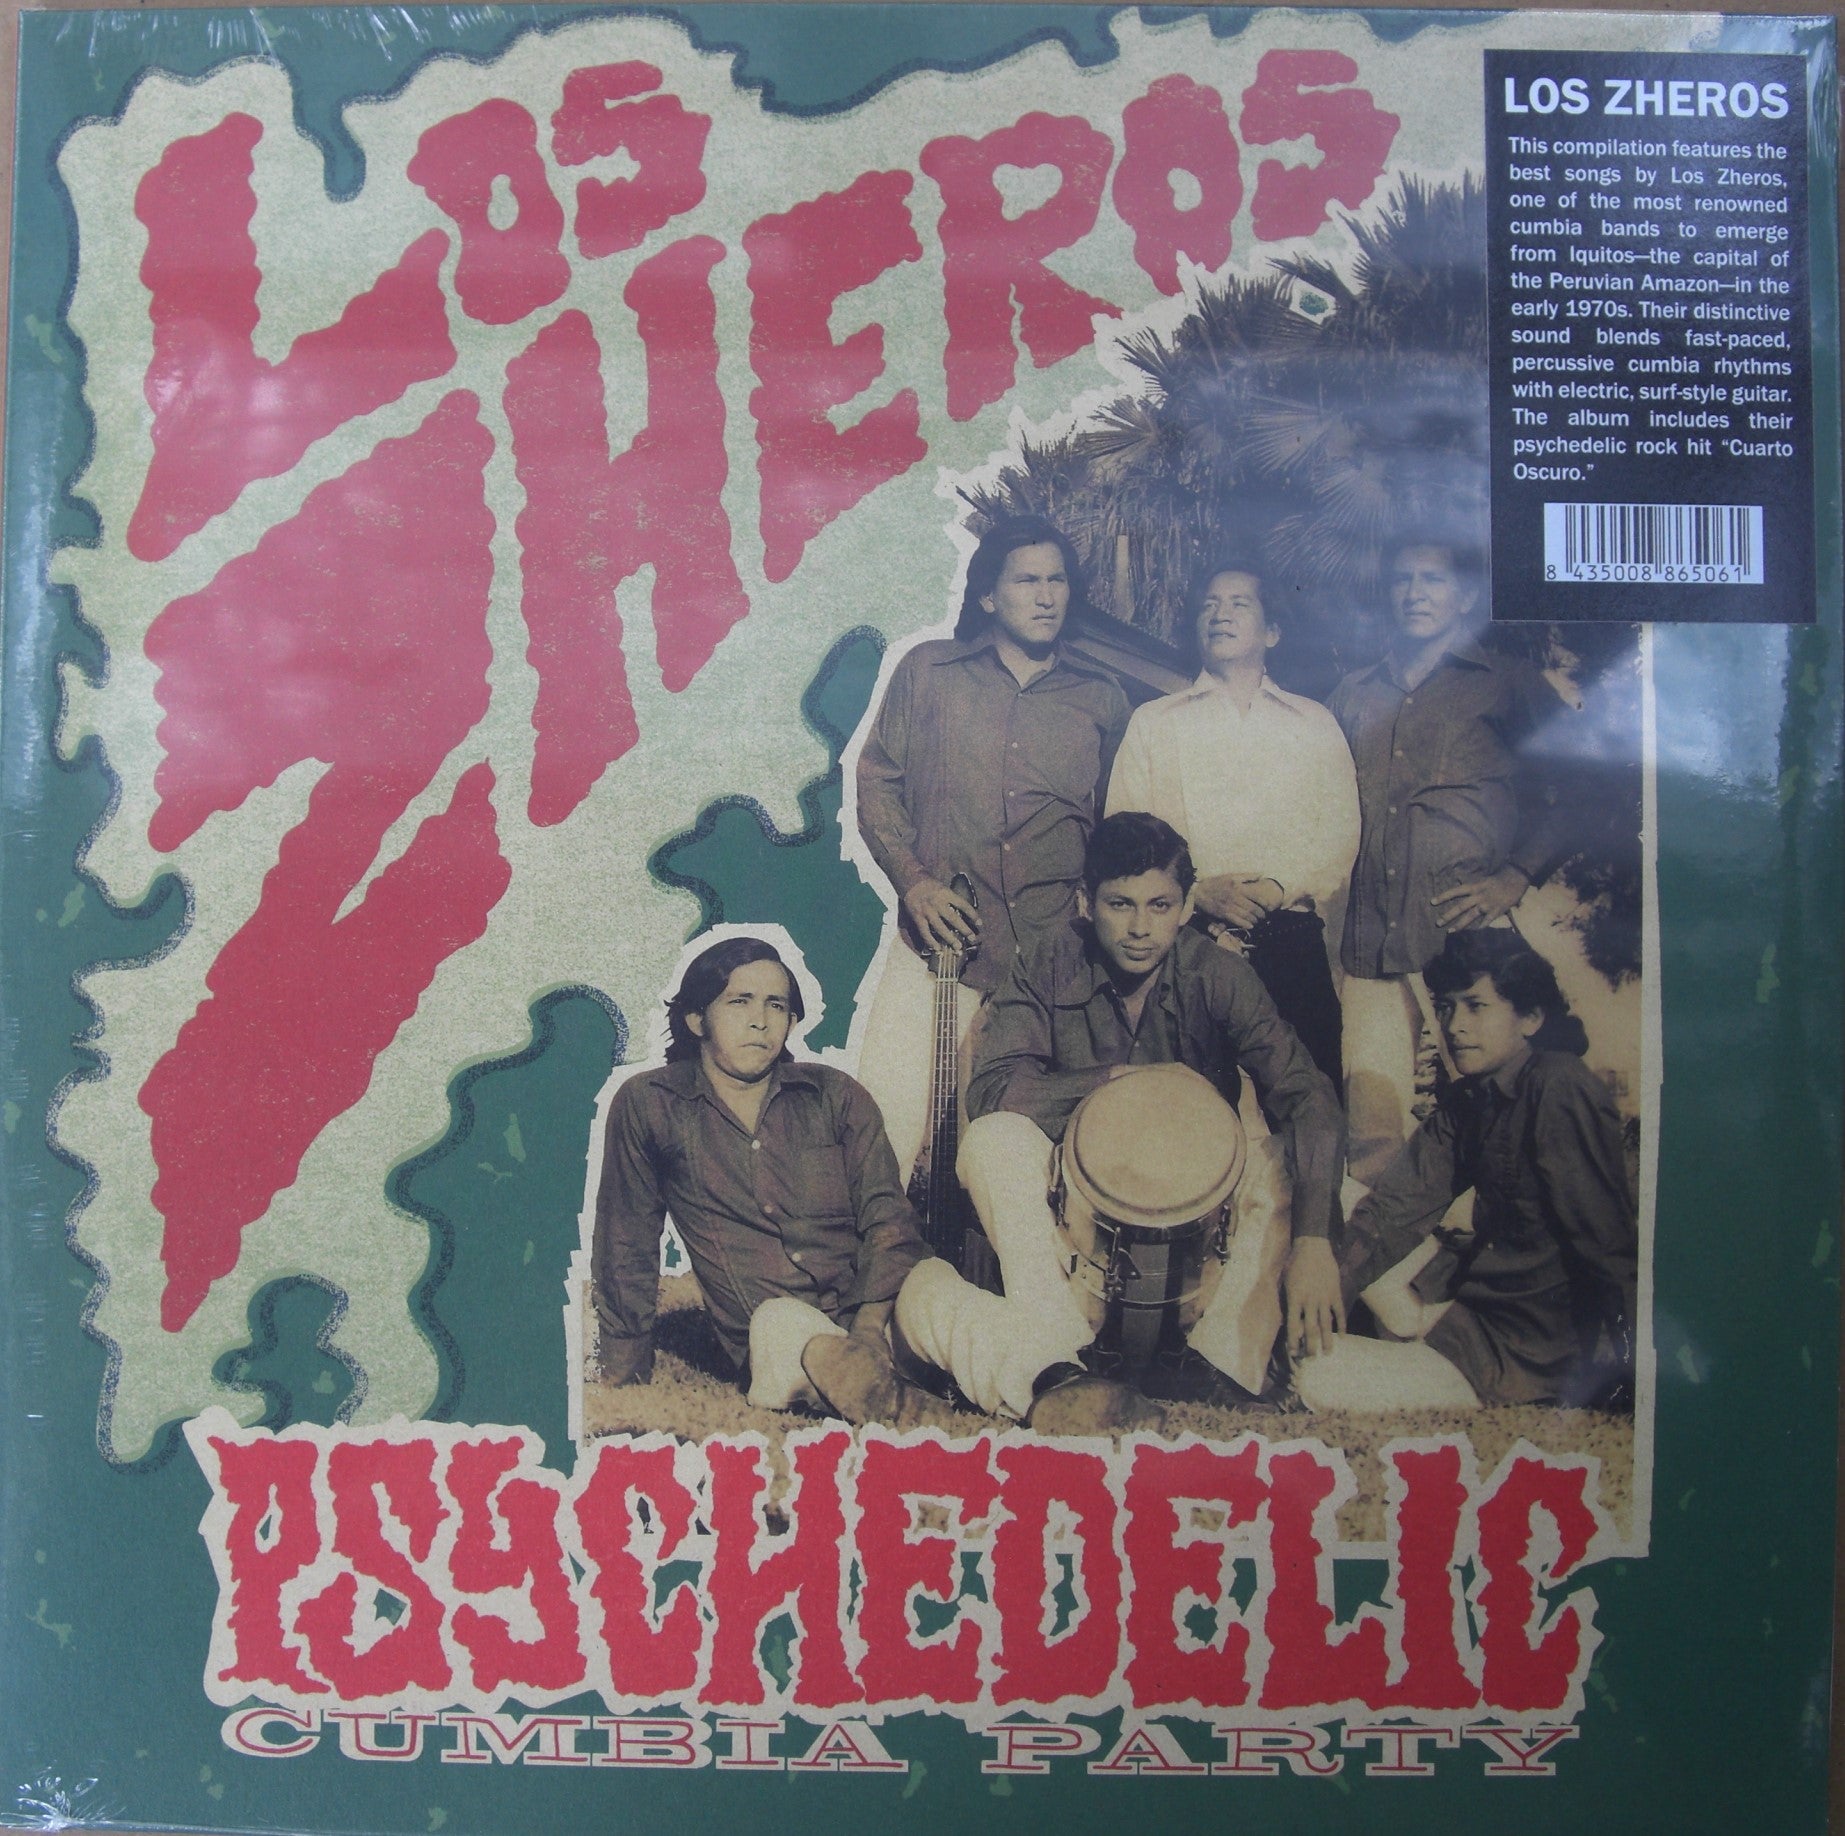 LOS
ZHEROS
LOS ZHEROS
This compilation features the
best songs by Los Zheros,
one of the most renowned
cumbia bands to emerge
from Iquitos—the capital of
the Peruvian Amazon—in the
early 1970s. Their distinctive
sound blends fast-paced,
percussive cumbia rhythms
with electric, surf-style guitar.
The album includes their
psychedelic rock hit “Cuarto
Oscuro.”
8 435008 865061
PSYCHEDELIC
CUMBIA PARTY